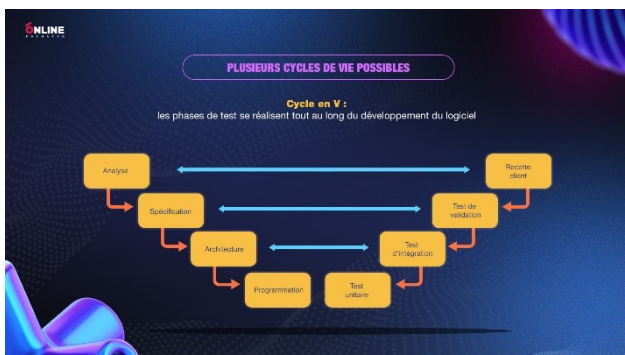 ONLINE
PLUSIEURS CYCLES DE VIE POSSIBLES
Cycle en V :
les phases de test se réalisent tout au long du développement du logiciel
Analyse
Recette
client
Spécification
Test de
validation
Architecture
Test
d'intégration
Programmation
Test
unitaire